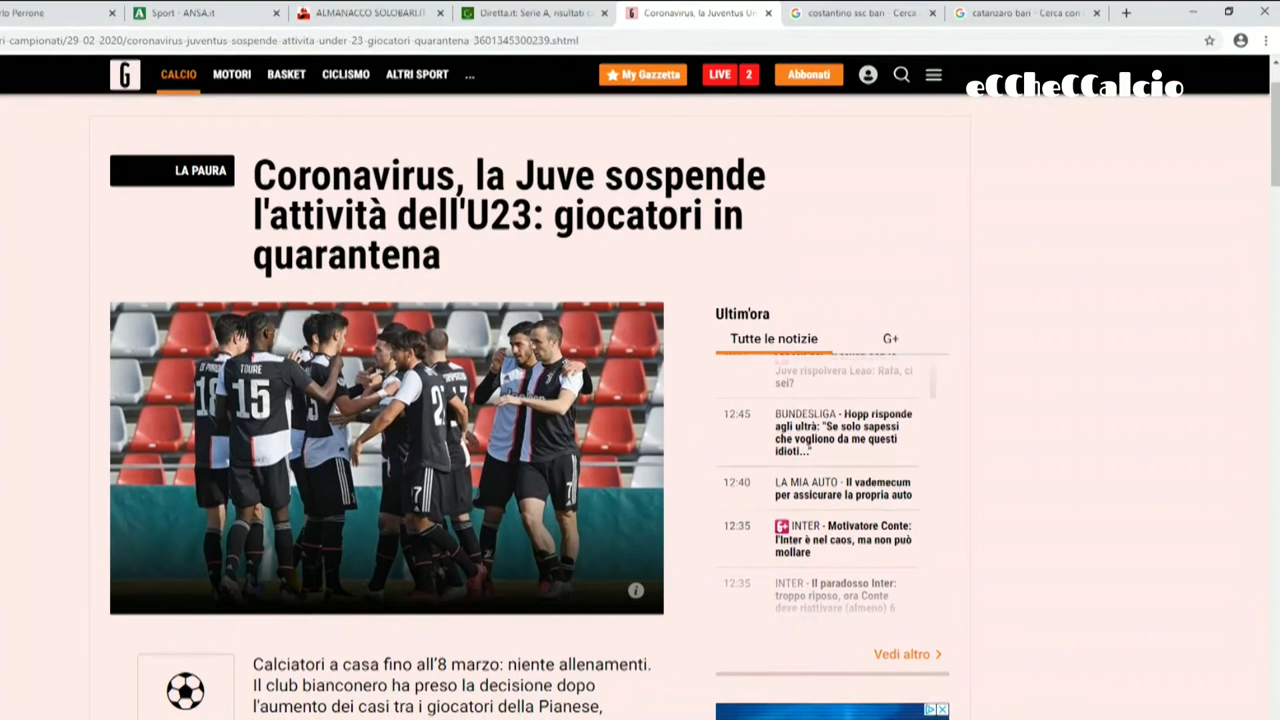 rlo Perrone
Sport - ANSA.it
ALMANACCO SOLOBARI.IT
Diretta.it: Serie A, risultati c
Coronavirus, la Juventus Un
costantino ssc bari - Cerca
catanzaro bari - Cerca con
ri-campionati/29-02-2020/coronavirus-juventus-sospende-attivita-under-23-giocatori-quarantena-3601345300239.shtml
G
CALCIO
MOTORI
BASKET
CICLISMO
ALTRI SPORT
...
My Gazzetta
LIVE 2
Abbonati
eCCheCCalcio
LA PAURA
Coronavirus, la Juve sospende
l'attività dell'U23: giocatori in
quarantena
TOURE
15
Ultim'ora
Tutte le notizie
G+
Juve rispolvera Leao: Rafa, ci
sei?
12:45
BUNDESLIGA - Hopp risponde
agli ultrà: "Se solo sapessi
che vogliono da me questi
idioti..."
12:40
LA MIA AUTO - Il vademecum
per assicurare la propria auto
12:35
G+ INTER - Motivatore Conte:
l'Inter è nel caos, ma non può
mollare
12:35
INTER - Il paradosso Inter:
troppo riposo, ora Conte
deve riattivare (almeno) 6
Vedi altro
Calciatori a casa fino all'8 marzo: niente allenamenti.
Il club bianconero ha preso la decisione dopo
l'aumento dei casi tra i giocatori della Pianese,